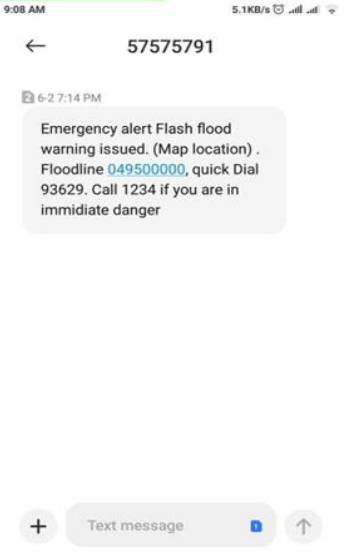 9:08 AM 5.1KB/s
57575791
2 6-2 7:14 PM
Emergency alert Flash flood
warning issued. (Map location) .
Floodline 049500000, quick Dial
93629. Call 1234 if you are in
immidiate danger
Text message 1